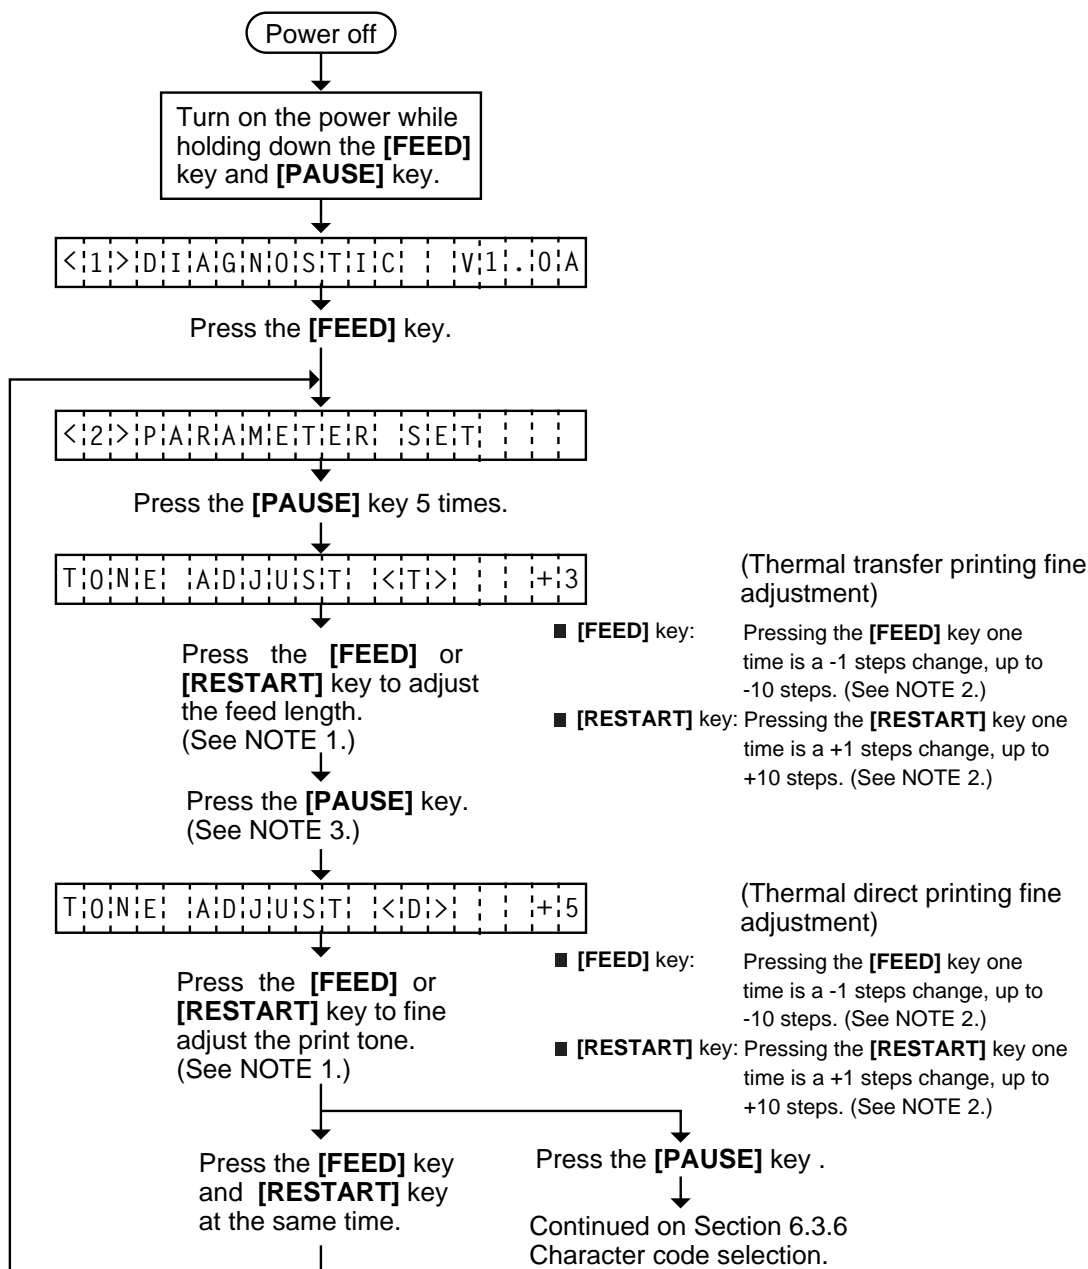 Power off
Turn on the power while
holding down the [FEED]
key and [PAUSE] key.
<1>DIAGNOSTIC  V1.0A
Press the [FEED] key.
<2>PARAMETER SET
Press the [PAUSE] key 5 times.
TONE ADJUST <T>  +3
(Thermal transfer printing fine
adjustment)
■ [FEED] key: Pressing the [FEED] key one
time is a -1 steps change, up to
-10 steps. (See NOTE 2.)
■ [RESTART] key: Pressing the [RESTART] key one
time is a +1 steps change, up to
+10 steps. (See NOTE 2.)
Press the [FEED] or
[RESTART] key to adjust
the feed length.
(See NOTE 1.)
Press the [PAUSE] key.
(See NOTE 3.)
TONE ADJUST <D>  +5
(Thermal direct printing fine
adjustment)
■ [FEED] key: Pressing the [FEED] key one
time is a -1 steps change, up to
-10 steps. (See NOTE 2.)
■ [RESTART] key: Pressing the [RESTART] key one
time is a +1 steps change, up to
+10 steps. (See NOTE 2.)
Press the [FEED] or
[RESTART] key to fine
adjust the print tone.
(See NOTE 1.)
Press the [FEED] key
and [RESTART] key
at the same time.
Press the [PAUSE] key .
Continued on Section 6.3.6
Character code selection.